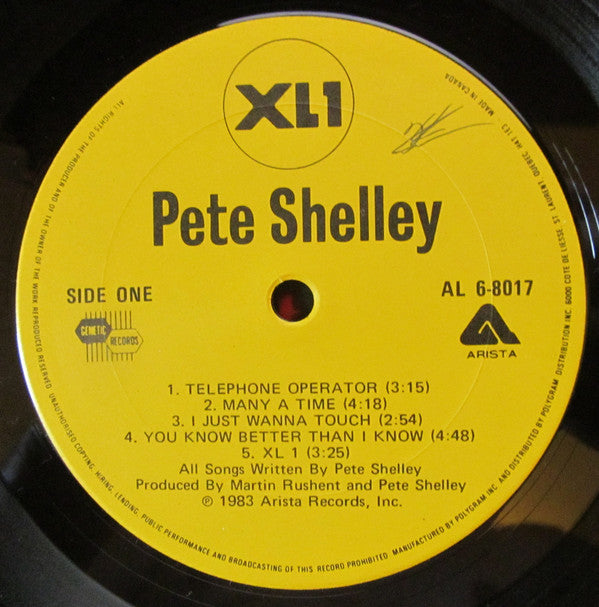 XL1
Pete Shelley
SIDE ONE
AL 6-8017
GENETIC
RECORDS
ARISTA
1. TELEPHONE OPERATOR (3:15)
2. MANY A TIME (4:18)
3. I JUST WANNA TOUCH (2:54)
4. YOU KNOW BETTER THAN I KNOW (4:48)
5. XL 1 (3:25)
All Songs Written By Pete Shelley
Produced By Martin Rushent and Pete Shelley
℗ 1983 Arista Records, Inc.
ALL RIGHTS OF THE PRODUCER AND OF THE OWNER OF THE WORK REPRODUCED RESERVED. UNAUTHORISED COPYING, HIRING, LENDING, PUBLIC PERFORMANCE AND BROADCASTING OF THIS RECORD PROHIBITED. MANUFACTURED BY POLYGRAM INC. AND DISTRIBUTED BY POLYGRAM DISTRIBUTION INC. 6000 COTE DE LIESSE, ST. LAURENT, QUEBEC, H4T 1E3. MADE IN CANADA